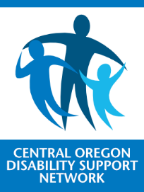 CENTRAL OREGON
DISABILITY SUPPORT
NETWORK